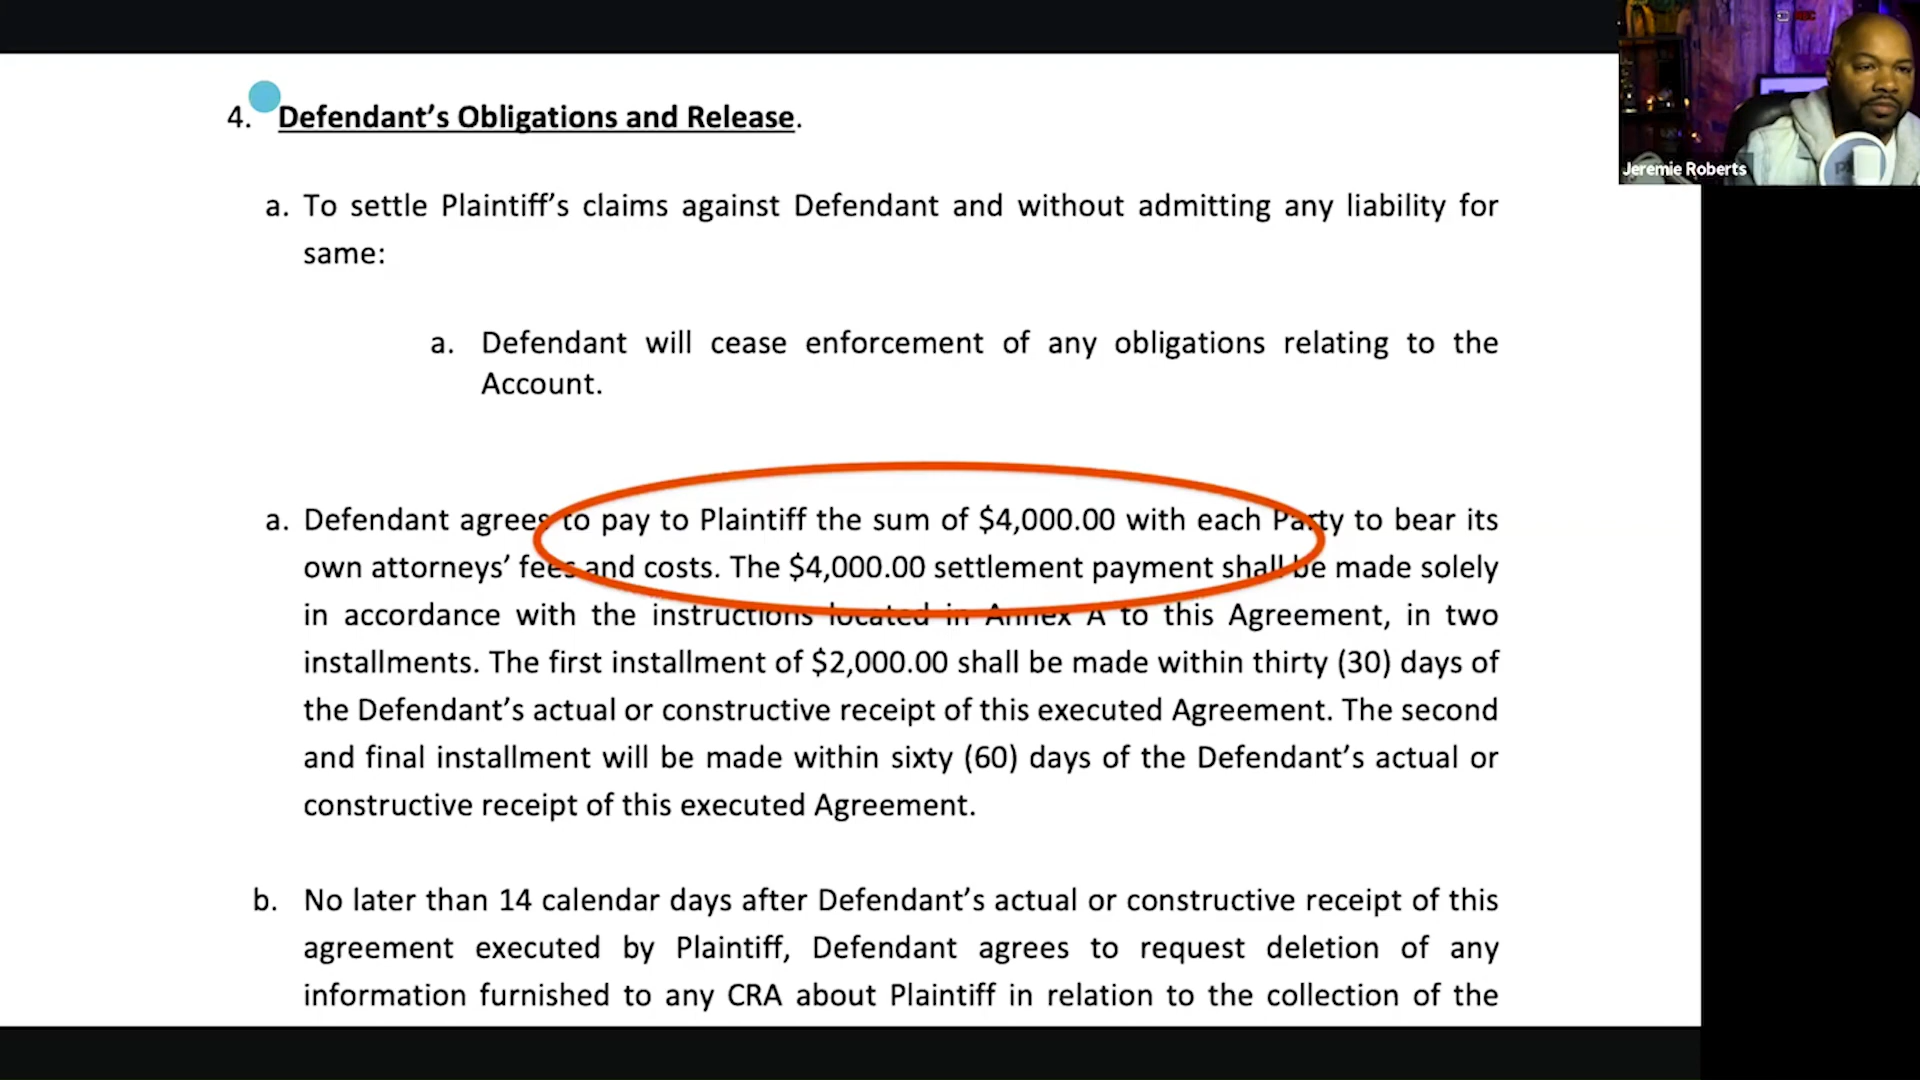 4. Defendant's Obligations and Release.
a. To settle Plaintiff's claims against Defendant and without admitting any liability for
same:
a. Defendant will cease enforcement of any obligations relating to the
Account.
a. Defendant agrees to pay to Plaintiff the sum of $4,000.00 with each Party to bear its
own attorneys' fees and costs. The $4,000.00 settlement payment shall be made solely
in accordance with the instructions located in Annex A to this Agreement, in two
installments. The first installment of $2,000.00 shall be made within thirty (30) days of
the Defendant's actual or constructive receipt of this executed Agreement. The second
and final installment will be made within sixty (60) days of the Defendant's actual or
constructive receipt of this executed Agreement.
b. No later than 14 calendar days after Defendant's actual or constructive receipt of this
agreement executed by Plaintiff, Defendant agrees to request deletion of any
information furnished to any CRA about Plaintiff in relation to the collection of the
REC
Jeremie Roberts